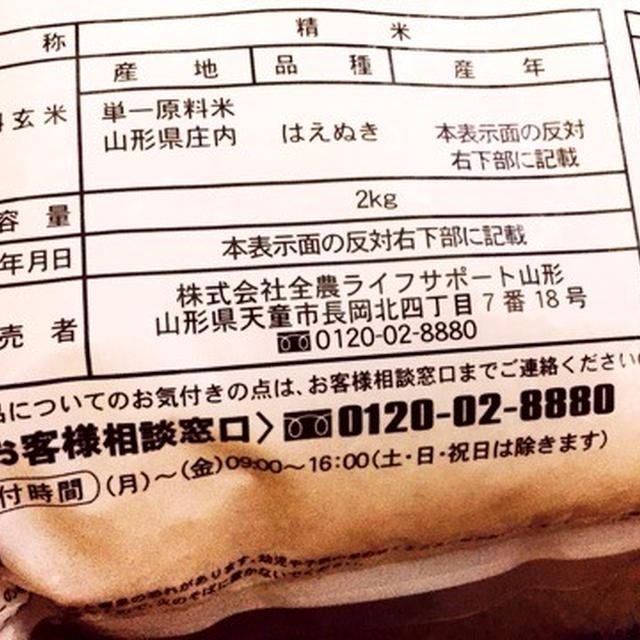 称 精米
産地 品種 産年
玄米 単一原料米
山形県庄内 はえぬき 本表示面の反対
右下部に記載
容量 2kg
年月日 本表示面の反対右下部に記載
売者 株式会社全農ライフサポート山形
山形県天童市長岡北四丁目7番18号
0120-02-8880
品についてのお気付きの点は、お客様相談窓口までご連絡ください
お客様相談窓口〉 0120-02-8880
付時間 (月)〜(金)09:00〜16:00(土・日・祝日は除きます)